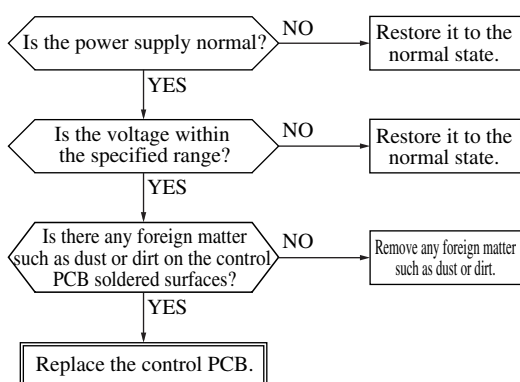 Is the power supply normal?
NO
Restore it to the
normal state.
YES
Is the voltage within
the specified range?
NO
Restore it to the
normal state.
YES
Is there any foreign matter
such as dust or dirt on the control
PCB soldered surfaces?
NO
Remove any foreign matter
such as dust or dirt.
YES
Replace the control PCB.